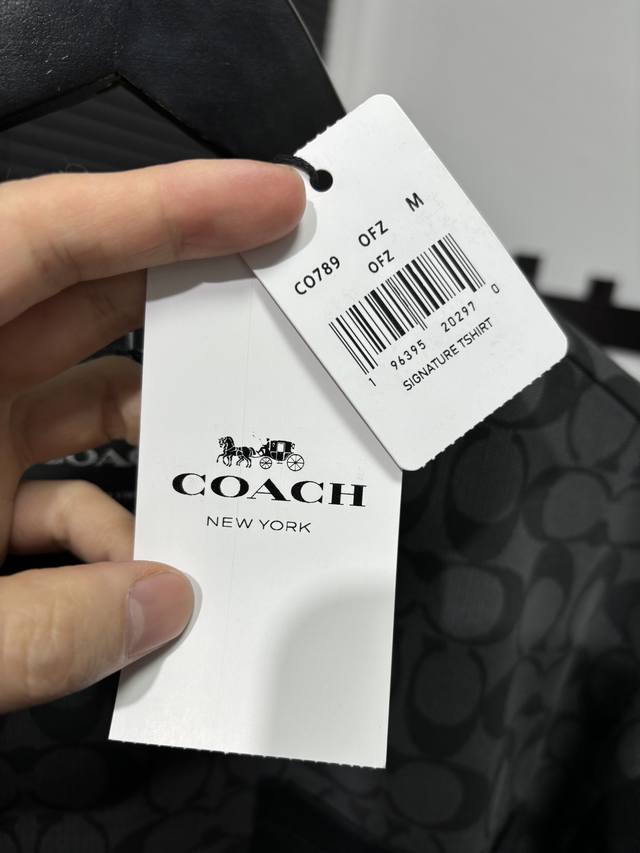 CO789 OFZ M
OFZ
1 96395 20297 0
SIGNATURE TSHIRT
COACH
NEW YORK